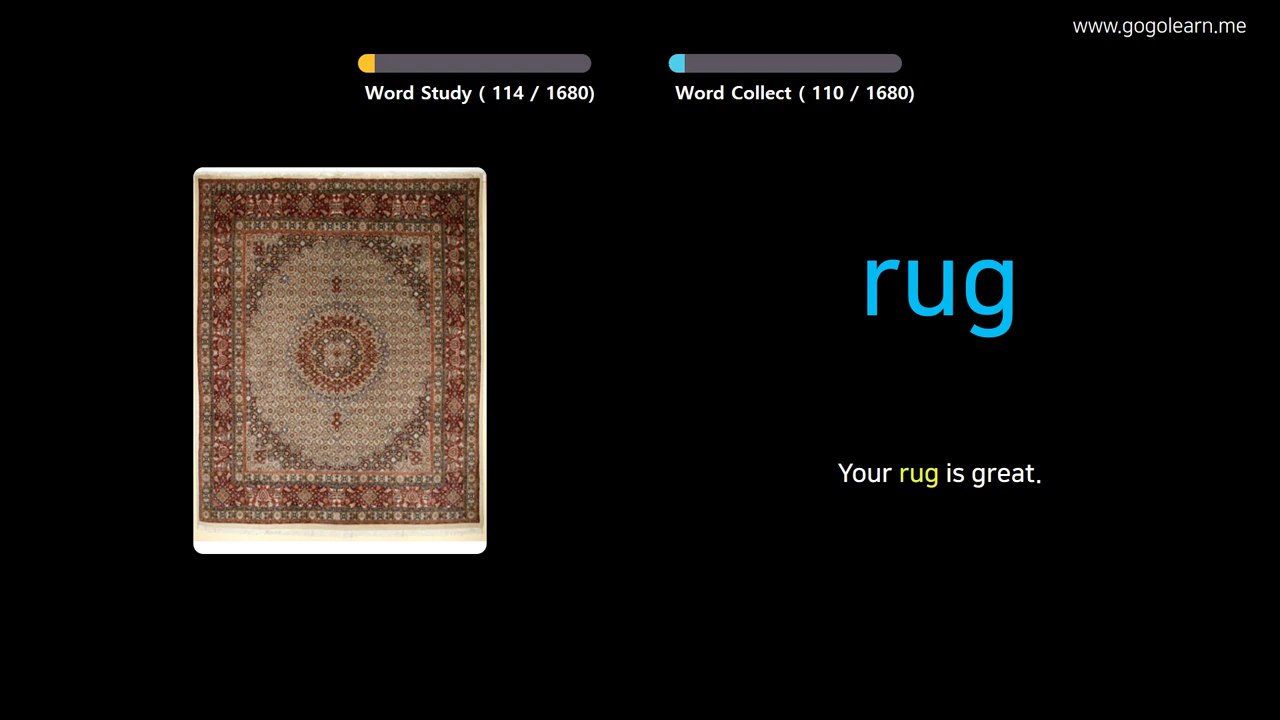 www.gogolearn.me
Word Study ( 114 / 1680)
Word Collect ( 110 / 1680)
rug
Your rug is great.